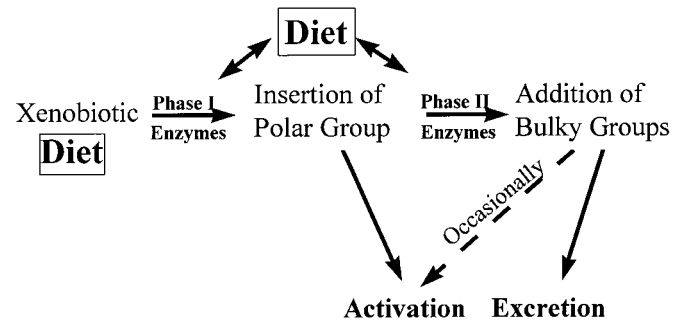 Diet
Xenobiotic
Diet
Phase I
Enzymes
Insertion of
Polar Group
Phase II
Enzymes
Addition of
Bulky Groups
Occasionally
Activation
Excretion